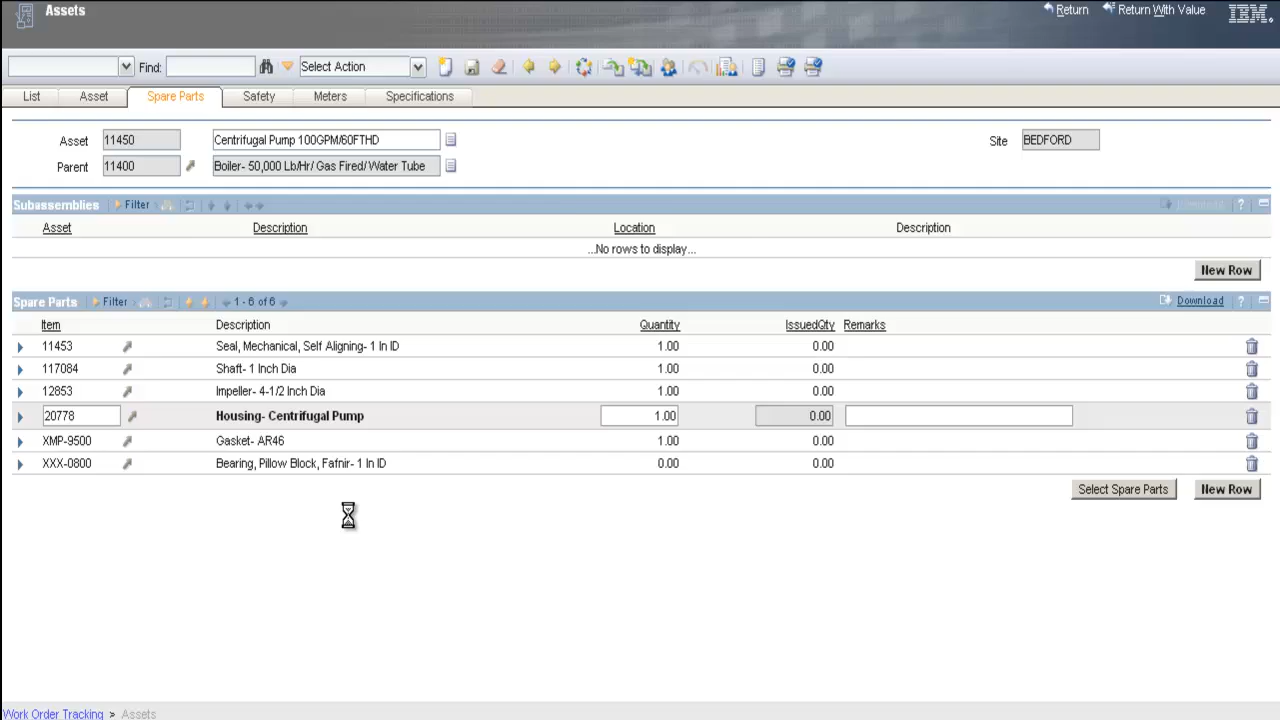 Assets
Return Return With Value IBM.
Find: Select Action
List Asset Spare Parts Safety Meters Specifications
Asset 11450 Centrifugal Pump 100GPM/60FTHD Site BEDFORD
Parent 11400 Boiler- 50,000 Lb/Hr/ Gas Fired/ Water Tube
Subassemblies Filter Download ?
Asset Description Location Description
...No rows to display...
New Row
Spare Parts Filter 1 - 6 of 6 Download ?
Item Description Quantity IssuedQty Remarks
11453 Seal, Mechanical, Self Aligning- 1 In ID 1.00 0.00
117084 Shaft- 1 Inch Dia 1.00 0.00
12853 Impeller- 4-1/2 Inch Dia 1.00 0.00
20778 Housing- Centrifugal Pump 1.00 0.00
XMP-9500 Gasket- AR46 1.00 0.00
XXX-0800 Bearing, Pillow Block, Fafnir- 1 In ID 0.00 0.00
Select Spare Parts New Row
Work Order Tracking > Assets